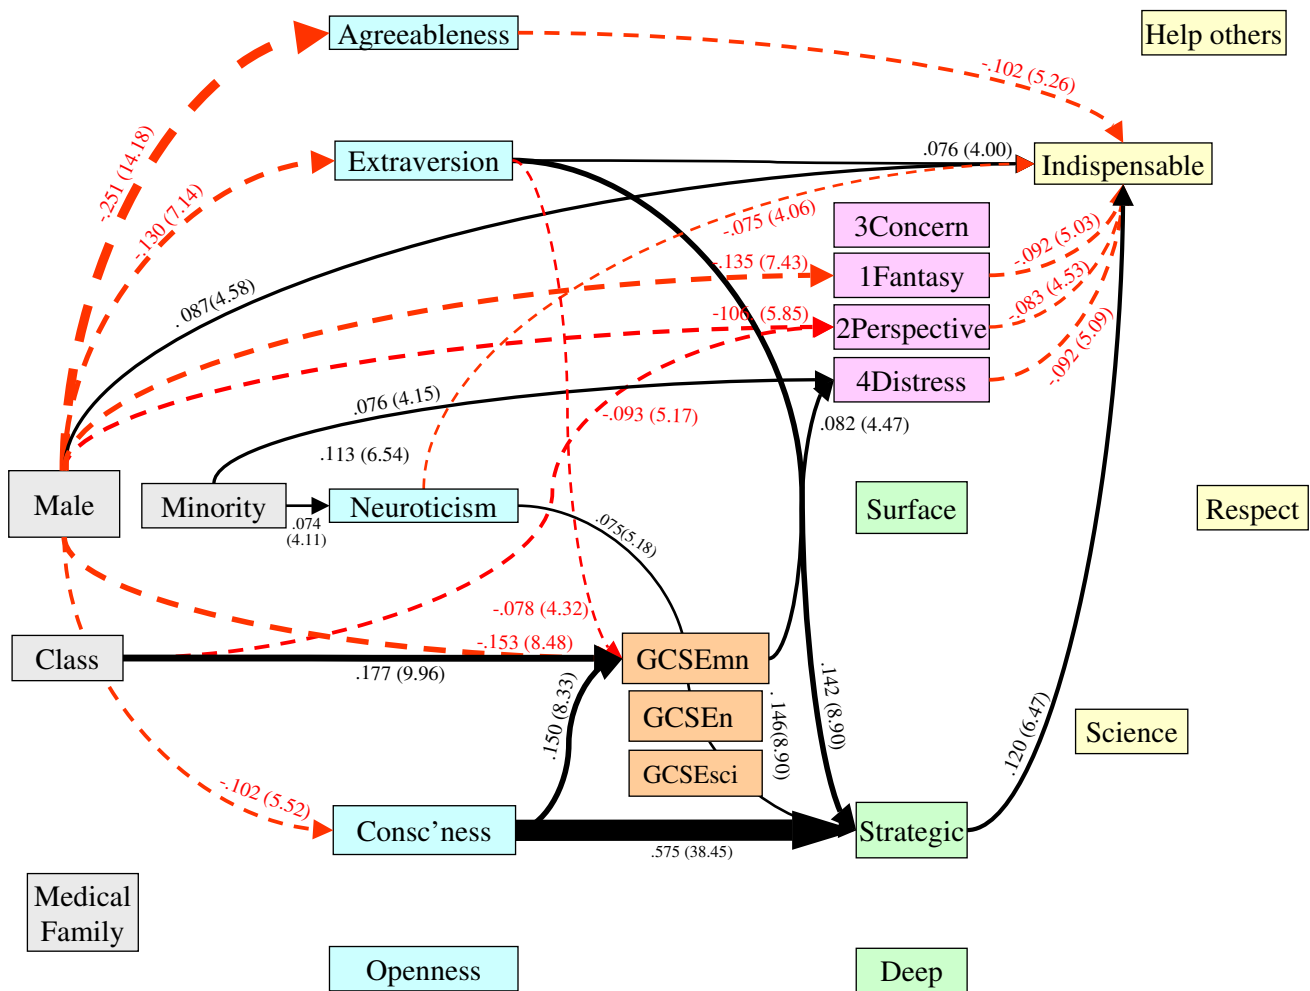 Agreeableness
Help others
-.102 (5.26)
-.251 (14.18)
Extraversion
.076 (4.00)
Indispensable
-.130 (7.14)
-.075 (4.06)
3Concern
-.092 (5.03)
-.135 (7.43)
1Fantasy
.087(4.58)
-.083 (4.53)
-106 (5.85)
2Perspective
-.092 (5.09)
4Distress
.076 (4.15)
-.093 (5.17)
.082 (4.47)
.113 (6.54)
Male
Minority
Neuroticism
Surface
Respect
.074
(4.11)
.075(5.18)
-.078 (4.32)
-.153 (8.48)
Class
.177 (9.96)
GCSEmn
.142 (8.90)
.150 (8.33)
GCSEn
.146(8.90)
.120 (6.47)
Science
GCSEsci
-.102 (5.52)
Consc’ness
Strategic
.575 (38.45)
Medical
Family
Openness
Deep